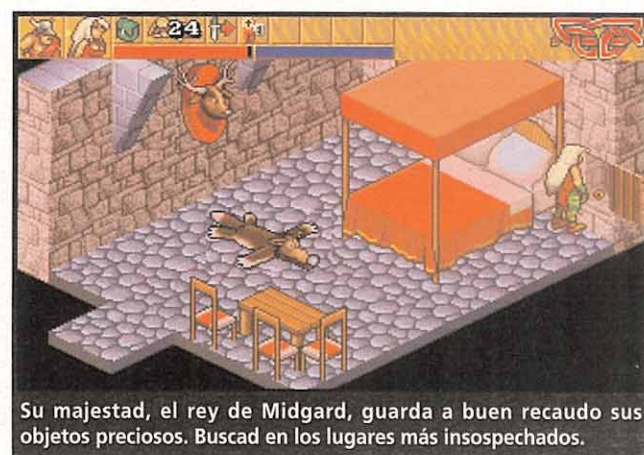 24
Su majestad, el rey de Midgard, guarda a buen recaudo sus
objetos preciosos. Buscad en los lugares más insospechados.